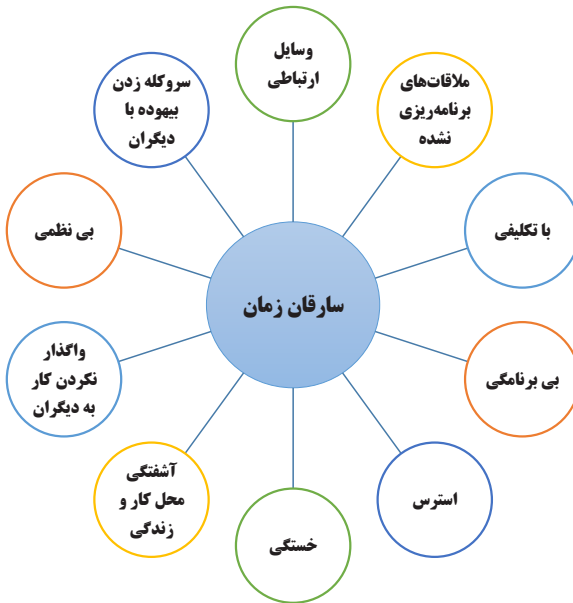 وسایل
ارتباطی
ملاقات‌های
برنامه‌ریزی
نشده
با تکلیفی
بی برنامگی
استرس
خستگی
آشفتگی
محل کار و
زندگی
واگذار
نکردن کار
به دیگران
بی نظمی
سروکله زدن
بیهوده با
دیگران
سارقان زمان